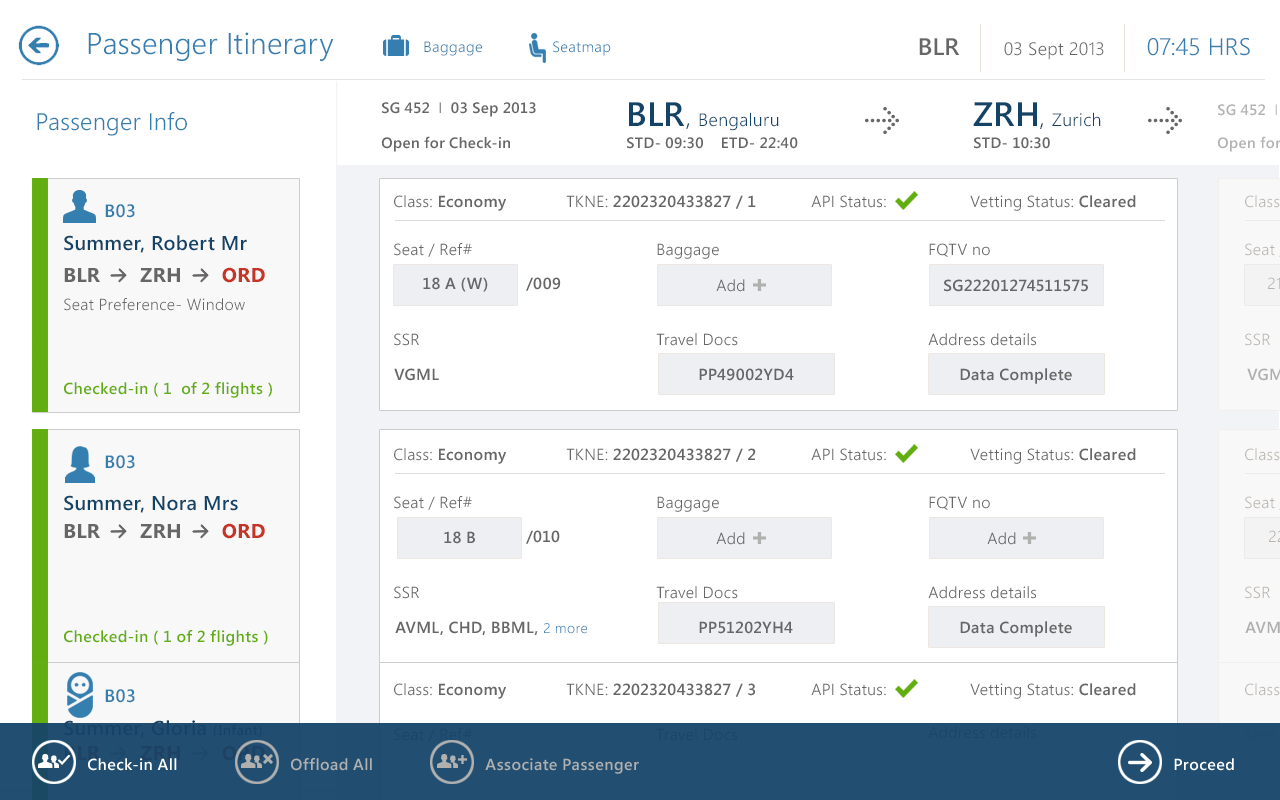 Passenger Itinerary
Baggage
Seatmap
BLR
03 Sept 2013
07:45 HRS
Passenger Info
SG 452 | 03 Sep 2013
Open for Check-in
BLR, Bengaluru
STD- 09:30 ETD- 22:40
ZRH, Zurich
STD- 10:30
SG 452 |
Open for
B03
Summer, Robert Mr
BLR → ZRH → ORD
Seat Preference- Window
Checked-in ( 1 of 2 flights )
Class: Economy
TKNE: 2202320433827 / 1
API Status:
Vetting Status: Cleared
Seat / Ref#
18 A (W) /009
Baggage
Add +
FQTV no
SG22201274511575
SSR
VGML
Travel Docs
PP49002YD4
Address details
Data Complete
Class
Seat /
21
SSR
VGM
B03
Summer, Nora Mrs
BLR → ZRH → ORD
Checked-in ( 1 of 2 flights )
Class: Economy
TKNE: 2202320433827 / 2
API Status:
Vetting Status: Cleared
Seat / Ref#
18 B /010
Baggage
Add +
FQTV no
Add +
SSR
AVML, CHD, BBML, 2 more
Travel Docs
PP51202YH4
Address details
Data Complete
Class
Seat /
22
SSR
AVM
B03
Summer, Gloria (Infant)
BLR → ZRH → ORD
Class: Economy
TKNE: 2202320433827 / 3
API Status:
Vetting Status: Cleared
Seat / Ref#
Travel Docs
Address details
Class
Check-in All
Offload All
Associate Passenger
Proceed